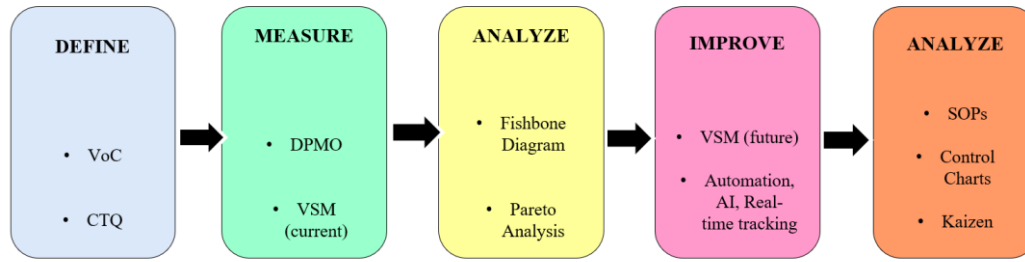 DEFINE
• VoC
• CTQ
MEASURE
• DPMO
• VSM
(current)
ANALYZE
• Fishbone
Diagram
• Pareto
Analysis
IMPROVE
• VSM (future)
• Automation,
AI, Real-
time tracking
ANALYZE
• SOPs
• Control
Charts
• Kaizen